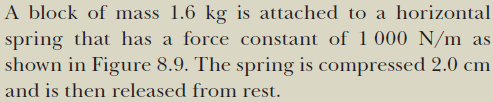 A block of mass 1.6 kg is attached to a horizontal
spring that has a force constant of 1 000 N/m as
shown in Figure 8.9. The spring is compressed 2.0 cm
and is then released from rest.